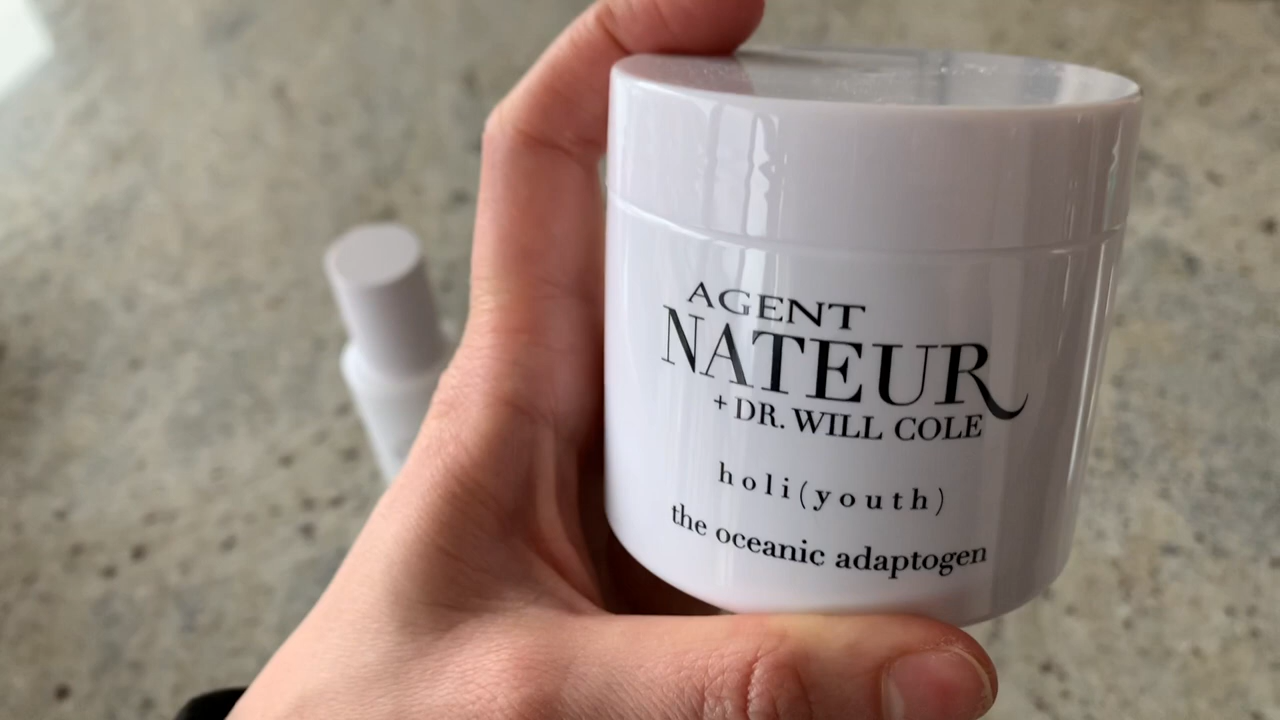 AGENT
NATEUR
+ DR. WILL COLE
holi(youth)
the oceanic adaptogen